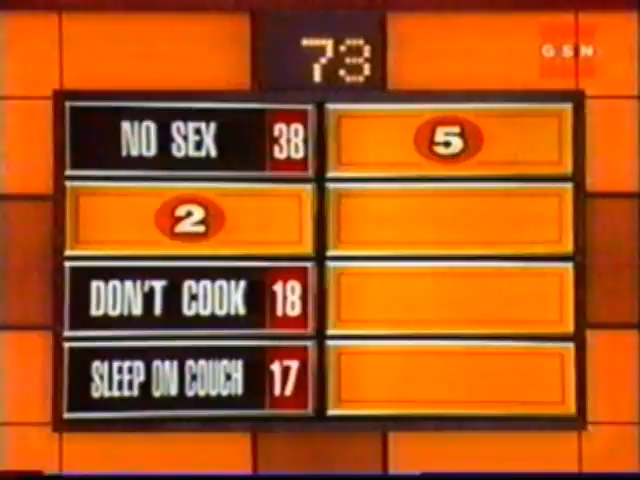 73
GSN
NO SEX 38
5
2
DON'T COOK 18
SLEEP ON COUCH 17